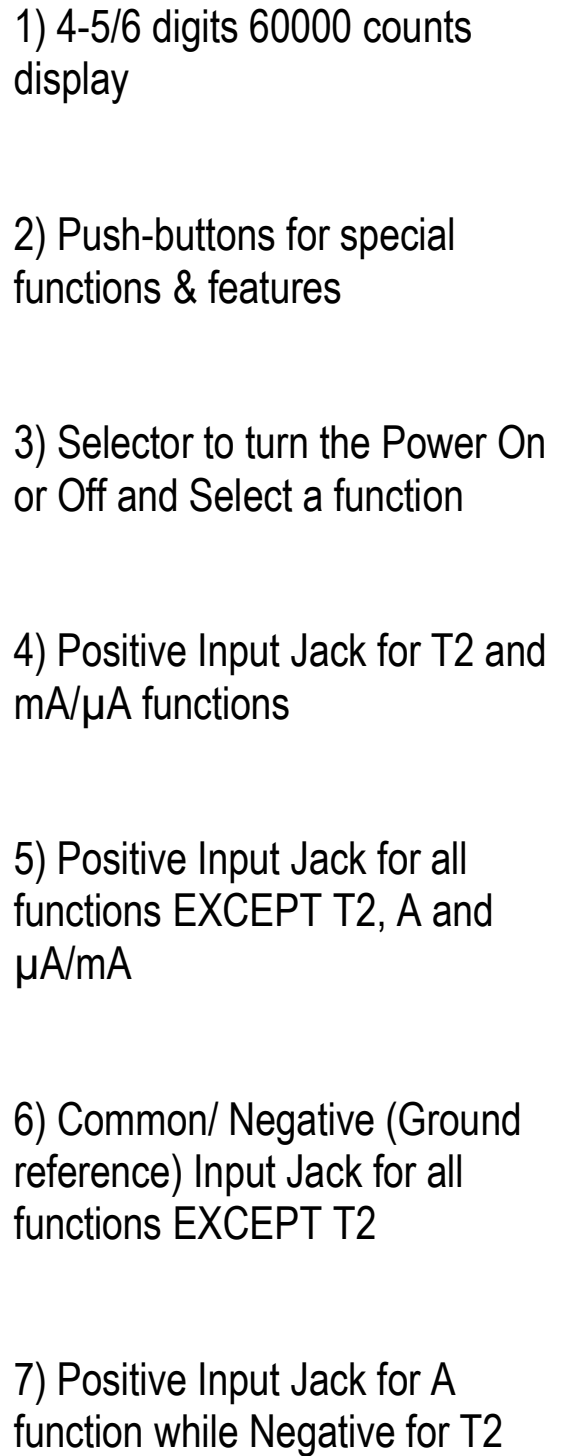 1) 4-5/6 digits 60000 counts
display
2) Push-buttons for special
functions & features
3) Selector to turn the Power On
or Off and Select a function
4) Positive Input Jack for T2 and
mA/µA functions
5) Positive Input Jack for all
functions EXCEPT T2, A and
µA/mA
6) Common/ Negative (Ground
reference) Input Jack for all
functions EXCEPT T2
7) Positive Input Jack for A
function while Negative for T2